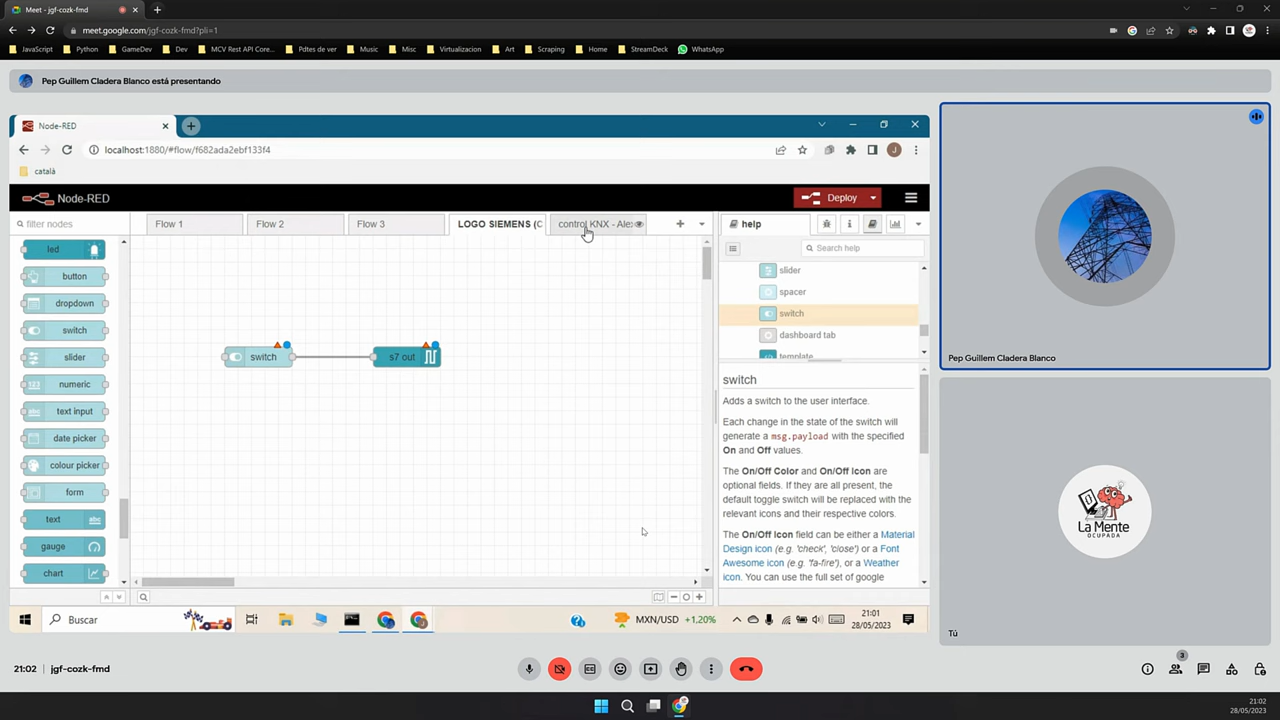 Meet - jgf-cozk-fmd
meet.google.com/jgf-cozk-fmd?pli=1
JavaScript
Python
GameDev
Dev
MCV Rest API Core...
Pdtes de ver
Music
Misc
Virtualizacion
Art
Scraping
Home
StreamDeck
WhatsApp
Pep Guillem Cladera Blanco está presentando
Node-RED
localhost:1880/#flow/f682ada2ebf133f4
català
Node-RED
Deploy
filter nodes
Flow 1
Flow 2
Flow 3
LOGO SIEMENS (C
control KNX - Ale
help
Search help
led
button
dropdown
switch
slider
numeric
text input
date picker
colour picker
form
text
gauge
chart
switch
s7 out
slider
spacer
switch
dashboard tab
template
switch
Adds a switch to the user interface.
Each change in the state of the switch will
generate a msg.payload with the specified
On and Off values.
The On/Off Color and On/Off Icon are
optional fields. If they are all present, the
default toggle switch will be replaced with the
relevant icons and their respective colors.
The On/Off Icon field can be either a Material
Design icon (e.g. 'check', 'close') or a Font
Awesome icon (e.g. 'fa-fire'), or a Weather
icon. You can use the full set of google
Buscar
MXN/USD +1,20%
21:01
28/05/2023
Pep Guillem Cladera Blanco
La Mente
OCUPADA
Tú
21:02
jgf-cozk-fmd
3
21:02
28/05/2023